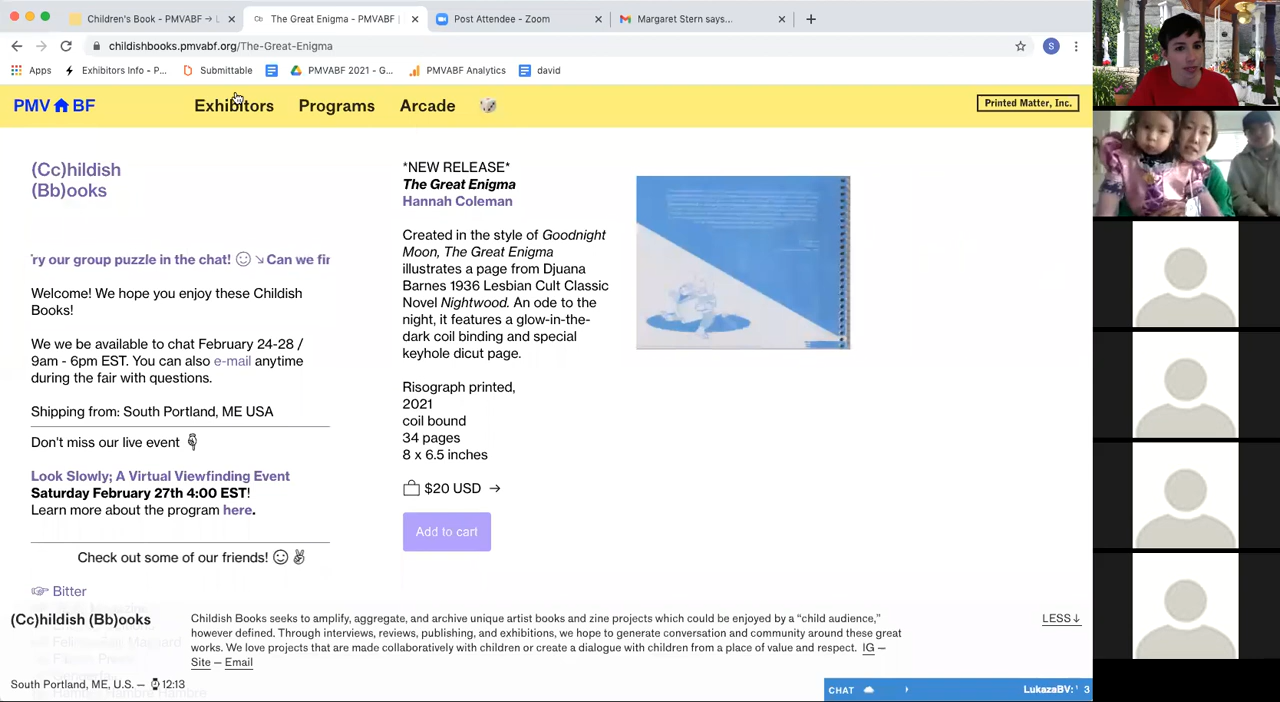 Children's Book - PMVABF → L
The Great Enigma - PMVABF |
Post Attendee - Zoom
Margaret Stern says...
childishbooks.pmvabf.org/The-Great-Enigma
S
Apps
Exhibitors Info - P...
Submittable
PMVABF 2021 - G...
PMVABF Analytics
david
PMV BF
Exhibitors
Programs
Arcade
Printed Matter, Inc.
(Cc)hildish
(Bb)ooks
ry our group puzzle in the chat! ☺ ↘ Can we fir
Welcome! We hope you enjoy these Childish
Books!
We we be available to chat February 24-28 /
9am - 6pm EST. You can also e-mail anytime
during the fair with questions.
Shipping from: South Portland, ME USA
Don't miss our live event
Look Slowly; A Virtual Viewfinding Event
Saturday February 27th 4:00 EST!
Learn more about the program here.
Check out some of our friends! ☺ ✌
Bitter
*NEW RELEASE*
The Great Enigma
Hannah Coleman
Created in the style of Goodnight
Moon, The Great Enigma
illustrates a page from Djuana
Barnes 1936 Lesbian Cult Classic
Novel Nightwood. An ode to the
night, it features a glow-in-the-
dark coil binding and special
keyhole dicut page.
Risograph printed,
2021
coil bound
34 pages
8 x 6.5 inches
$20 USD →
Add to cart
(Cc)hildish (Bb)ooks
Childish Books seeks to amplify, aggregate, and archive unique artist books and zine projects which could be enjoyed by a “child audience,”
however defined. Through interviews, reviews, publishing, and exhibitions, we hope to generate conversation and community around these great
works. We love projects that are made collaboratively with children or create a dialogue with children from a place of value and respect. IG —
Site — Email
LESS↓
South Portland, ME, U.S. — 12:13
CHAT
LukazaBV: ' 3